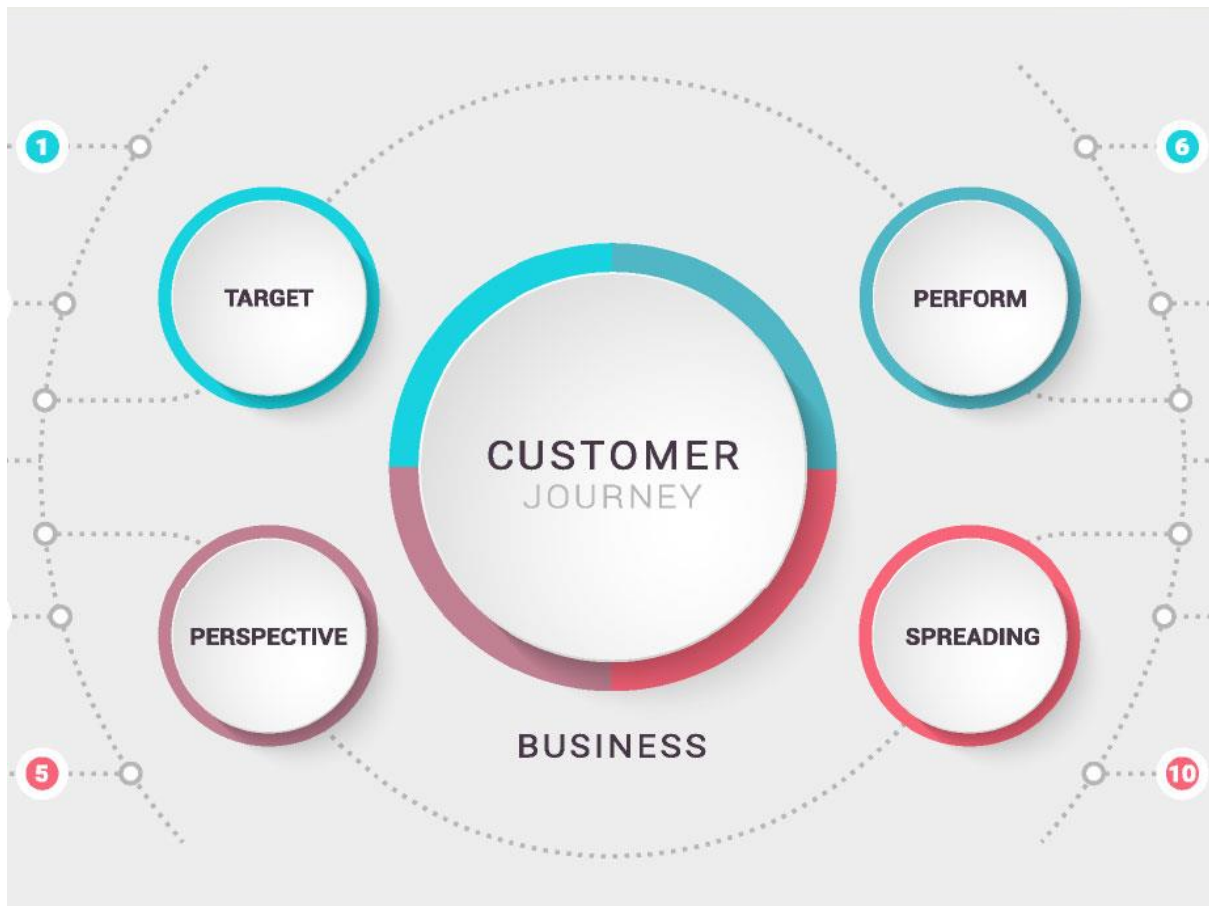 1
6
TARGET
PERFORM
CUSTOMER
JOURNEY
PERSPECTIVE
SPREADING
BUSINESS
5
10